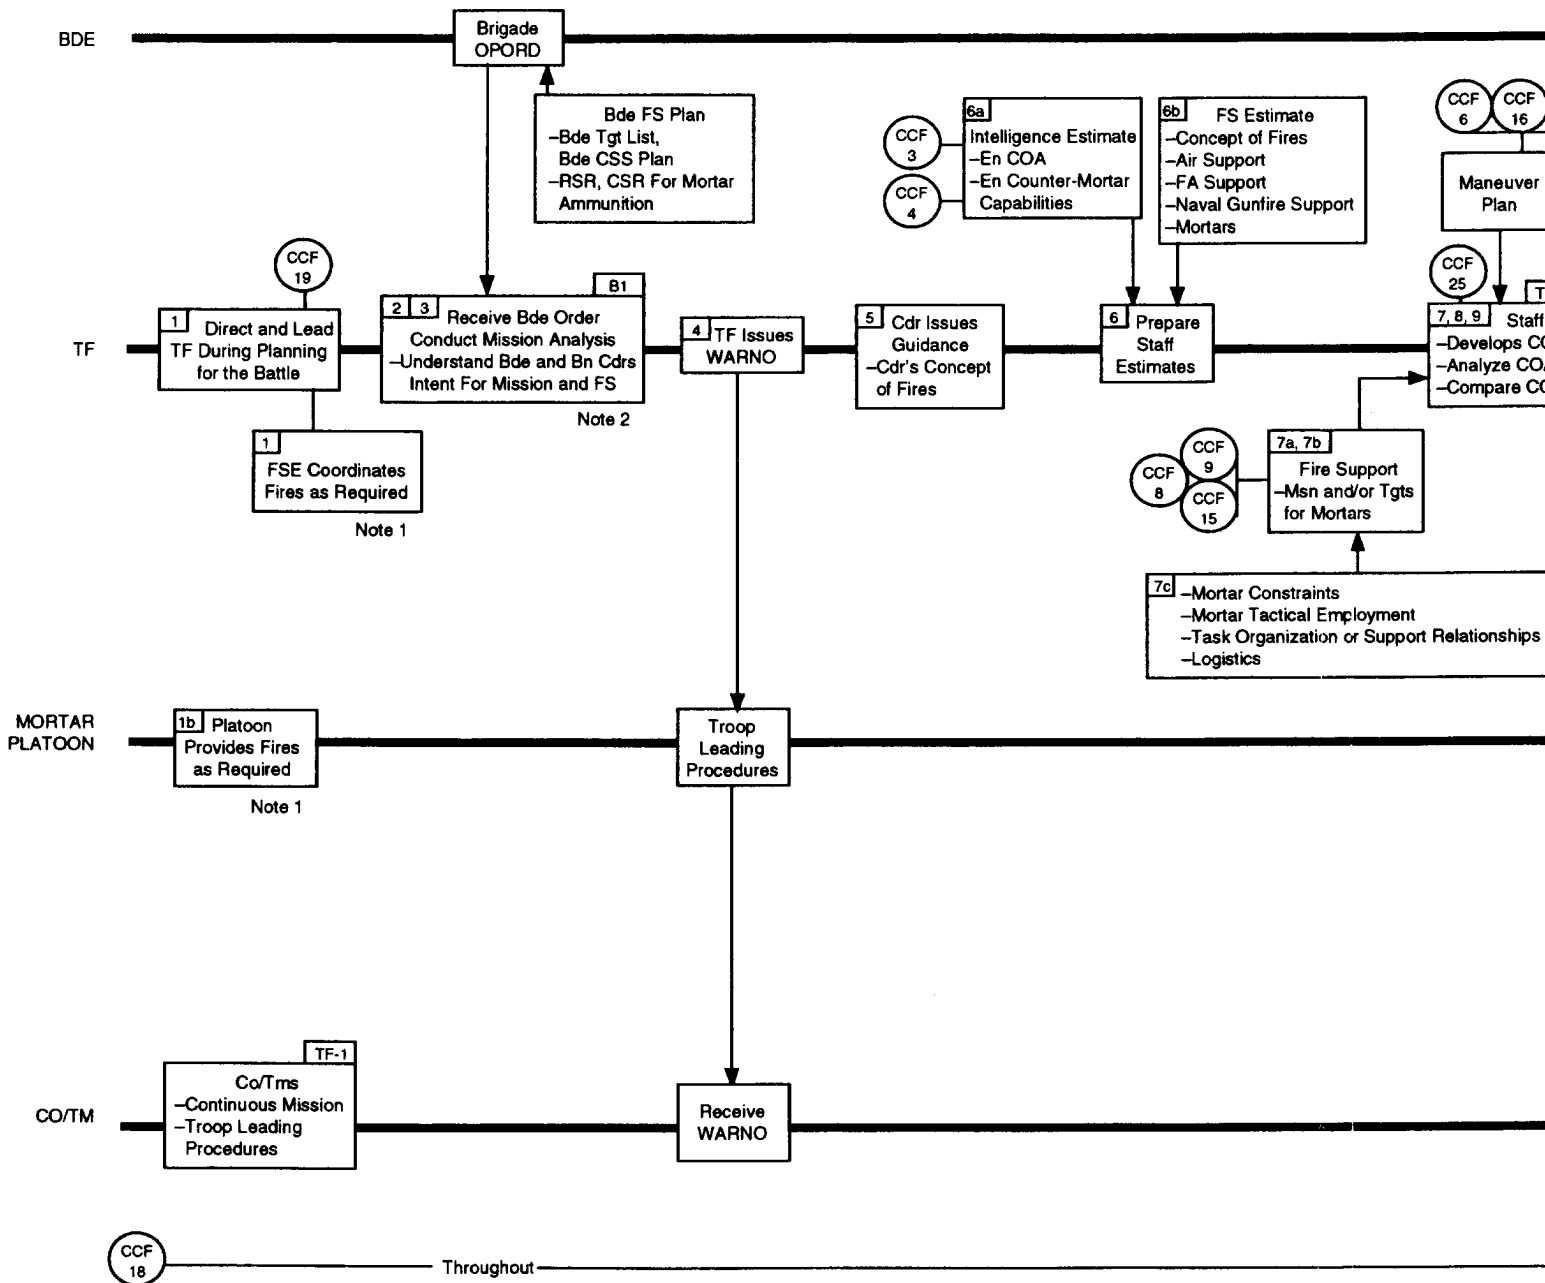 BDE
Brigade
OPORD
Bde FS Plan
–Bde Tgt List,
Bde CSS Plan
–RSR, CSR For Mortar
Ammunition
CCF
3
CCF
4
6a
Intelligence Estimate
–En COA
–En Counter-Mortar
Capabilities
6b
FS Estimate
–Concept of Fires
–Air Support
–FA Support
–Naval Gunfire Support
–Mortars
CCF
6
CCF
16
Maneuver
Plan
CCF
19
TF
1
Direct and Lead
TF During Planning
for the Battle
1
FSE Coordinates
Fires as Required
Note 1
B1
2 3
Receive Bde Order
Conduct Mission Analysis
–Understand Bde and Bn Cdrs
Intent For Mission and FS
Note 2
4
TF Issues
WARNO
5
Cdr Issues
Guidance
–Cdr's Concept
of Fires
6
Prepare
Staff
Estimates
CCF
25
T
7, 8, 9
Staff
–Develops CO
–Analyze CO
–Compare CO
CCF
8
CCF
9
CCF
15
7a, 7b
Fire Support
–Msn and/or Tgts
for Mortars
7c
–Mortar Constraints
–Mortar Tactical Employment
–Task Organization or Support Relationships
–Logistics
MORTAR
PLATOON
1b
Platoon
Provides Fires
as Required
Note 1
Troop
Leading
Procedures
CO/TM
TF-1
Co/Tms
–Continuous Mission
–Troop Leading
Procedures
Receive
WARNO
CCF
18
Throughout